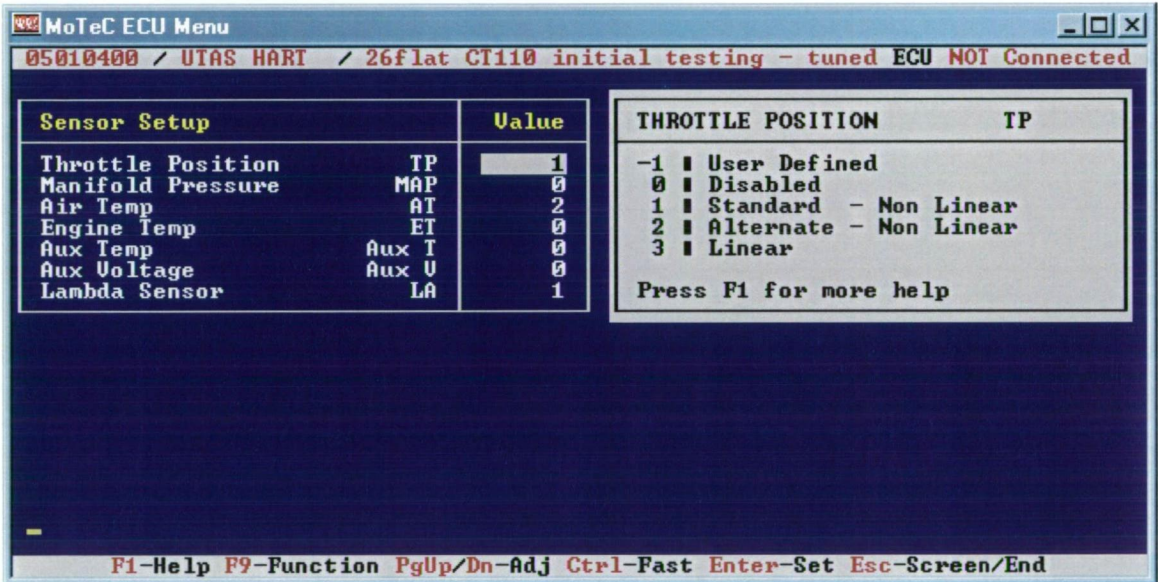 MoTeC ECU Menu
05010400 / UTAS HART / 26flat CT110 initial testing - tuned ECU NOT Connected
Sensor Setup Value
Throttle Position TP 1
Manifold Pressure MAP 0
Air Temp AT 2
Engine Temp ET 0
Aux Temp Aux T 0
Aux Voltage Aux V 0
Lambda Sensor LA 1
THROTTLE POSITION TP
-1 User Defined
0 Disabled
1 Standard - Non Linear
2 Alternate - Non Linear
3 Linear
Press F1 for more help
F1-Help F9-Function PgUp/Dn-Adj Ctrl-Fast Enter-Set Esc-Screen/End